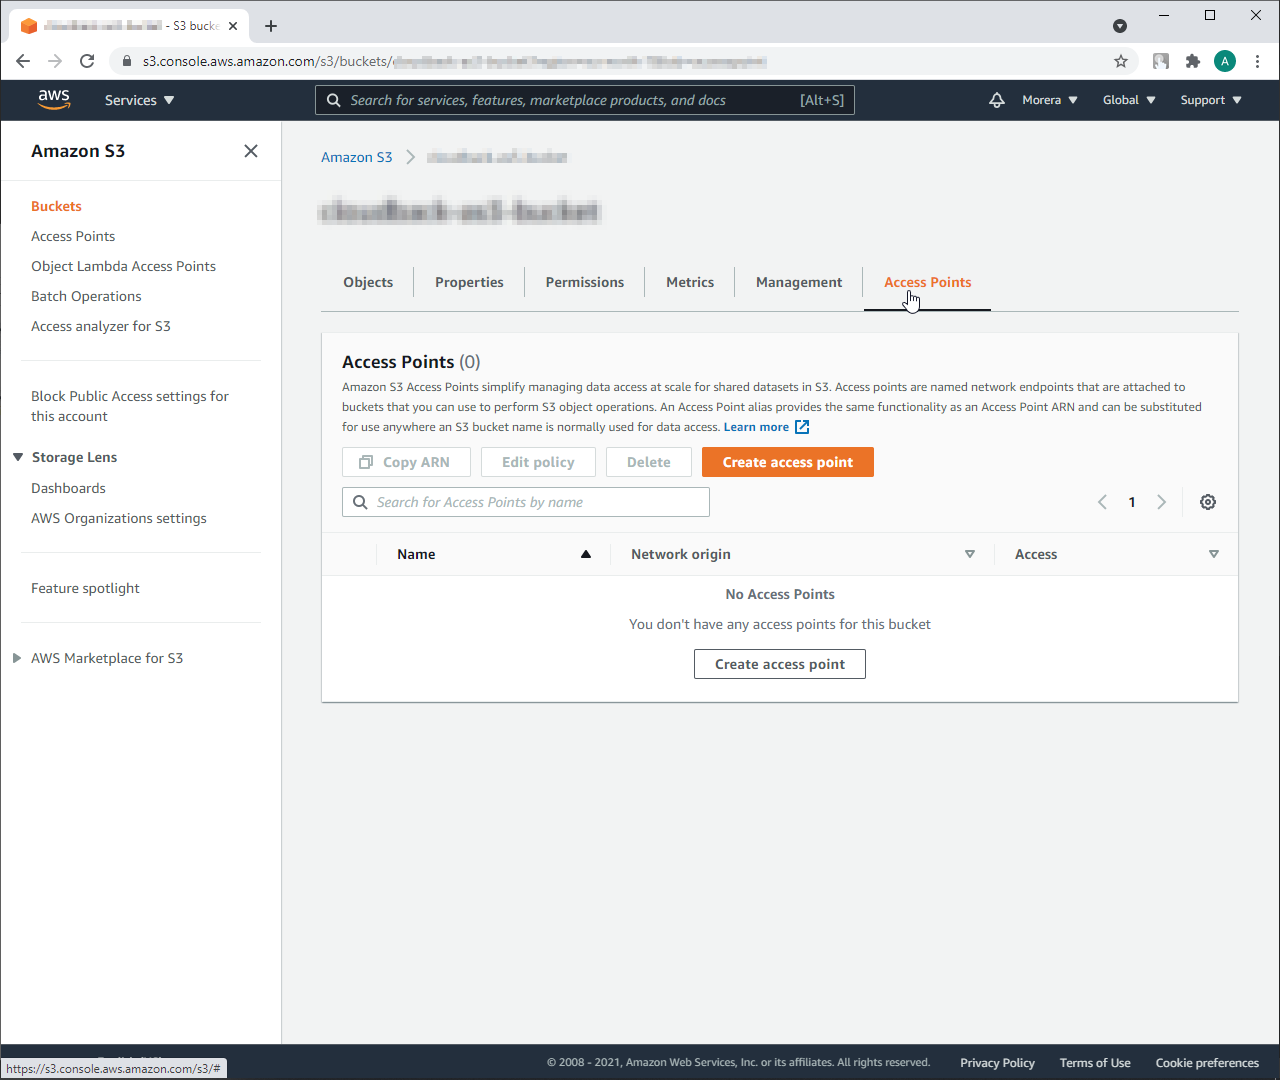 - S3 bucke
s3.console.aws.amazon.com/s3/buckets/
A
aws
Services
Search for services, features, marketplace products, and docs
[Alt+S]
Morera
Global
Support
Amazon S3
Buckets
Access Points
Object Lambda Access Points
Batch Operations
Access analyzer for S3
Block Public Access settings for
this account
Storage Lens
Dashboards
AWS Organizations settings
Feature spotlight
AWS Marketplace for S3
Amazon S3
Objects
Properties
Permissions
Metrics
Management
Access Points
Access Points (0)
Amazon S3 Access Points simplify managing data access at scale for shared datasets in S3. Access points are named network endpoints that are attached to
buckets that you can use to perform S3 object operations. An Access Point alias provides the same functionality as an Access Point ARN and can be substituted
for use anywhere an S3 bucket name is normally used for data access. Learn more
Copy ARN
Edit policy
Delete
Create access point
Search for Access Points by name
1
Name
Network origin
Access
No Access Points
You don't have any access points for this bucket
Create access point
https://s3.console.aws.amazon.com/s3/#
© 2008 - 2021, Amazon Web Services, Inc. or its affiliates. All rights reserved.
Privacy Policy
Terms of Use
Cookie preferences